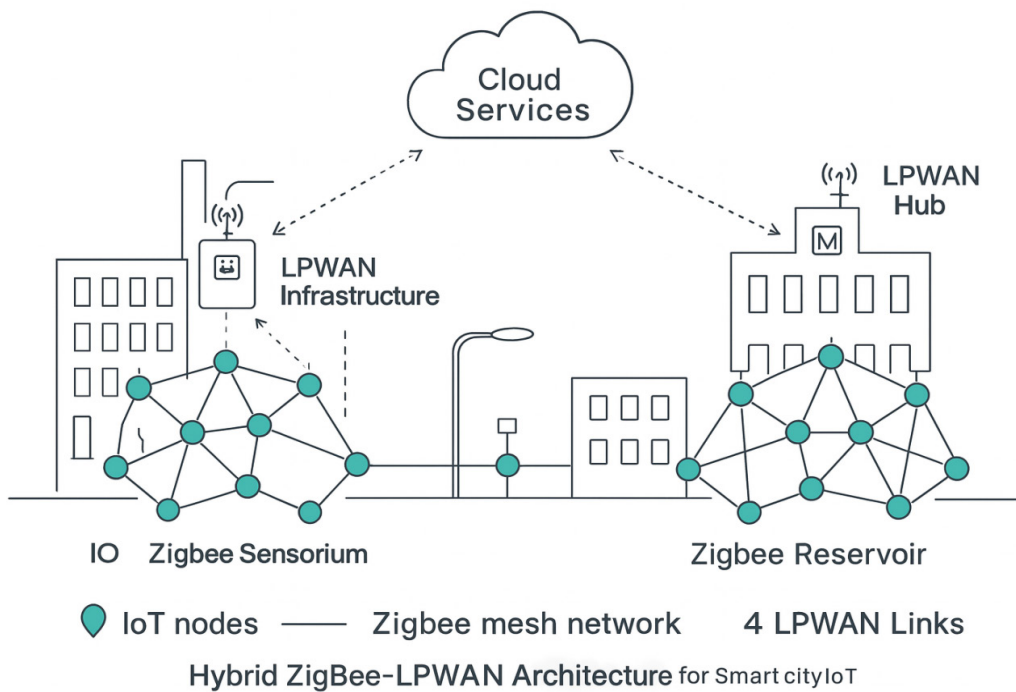 Cloud
Services
LPWAN
Hub
M
LPWAN
Infrastructure
IO Zigbee Sensorium
Zigbee Reservoir
IoT nodes
Zigbee mesh network
4 LPWAN Links
Hybrid ZigBee-LPWAN Architecture for Smart cityIoT